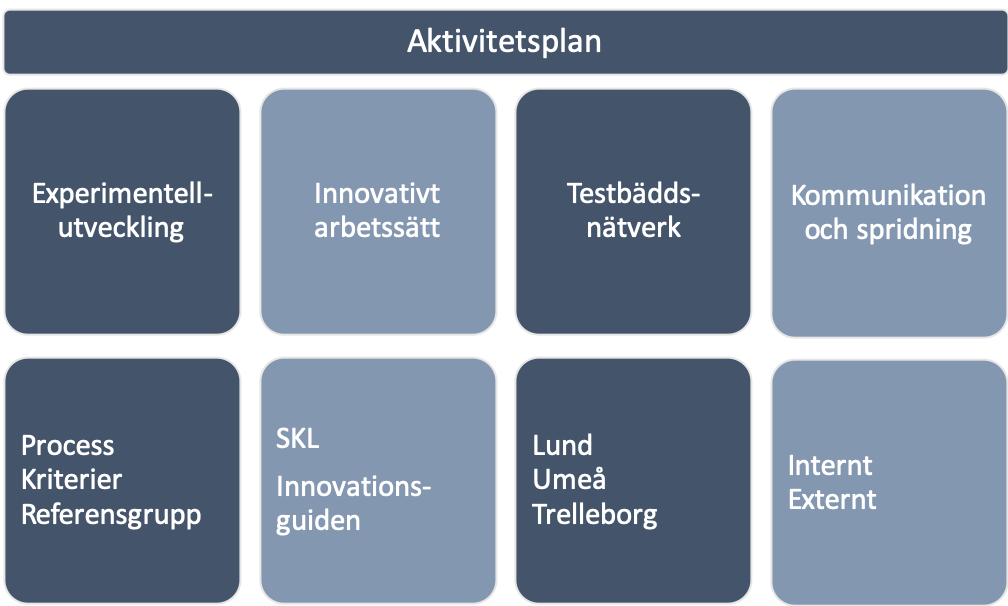 Aktivitetsplan
Experimentell-
utveckling
Innovativt
arbetssätt
Testbädds-
nätverk
Kommunikation
och spridning
Process
Kriterier
Referensgrupp
SKL
Innovations-
guiden
Lund
Umeå
Trelleborg
Internt
Externt